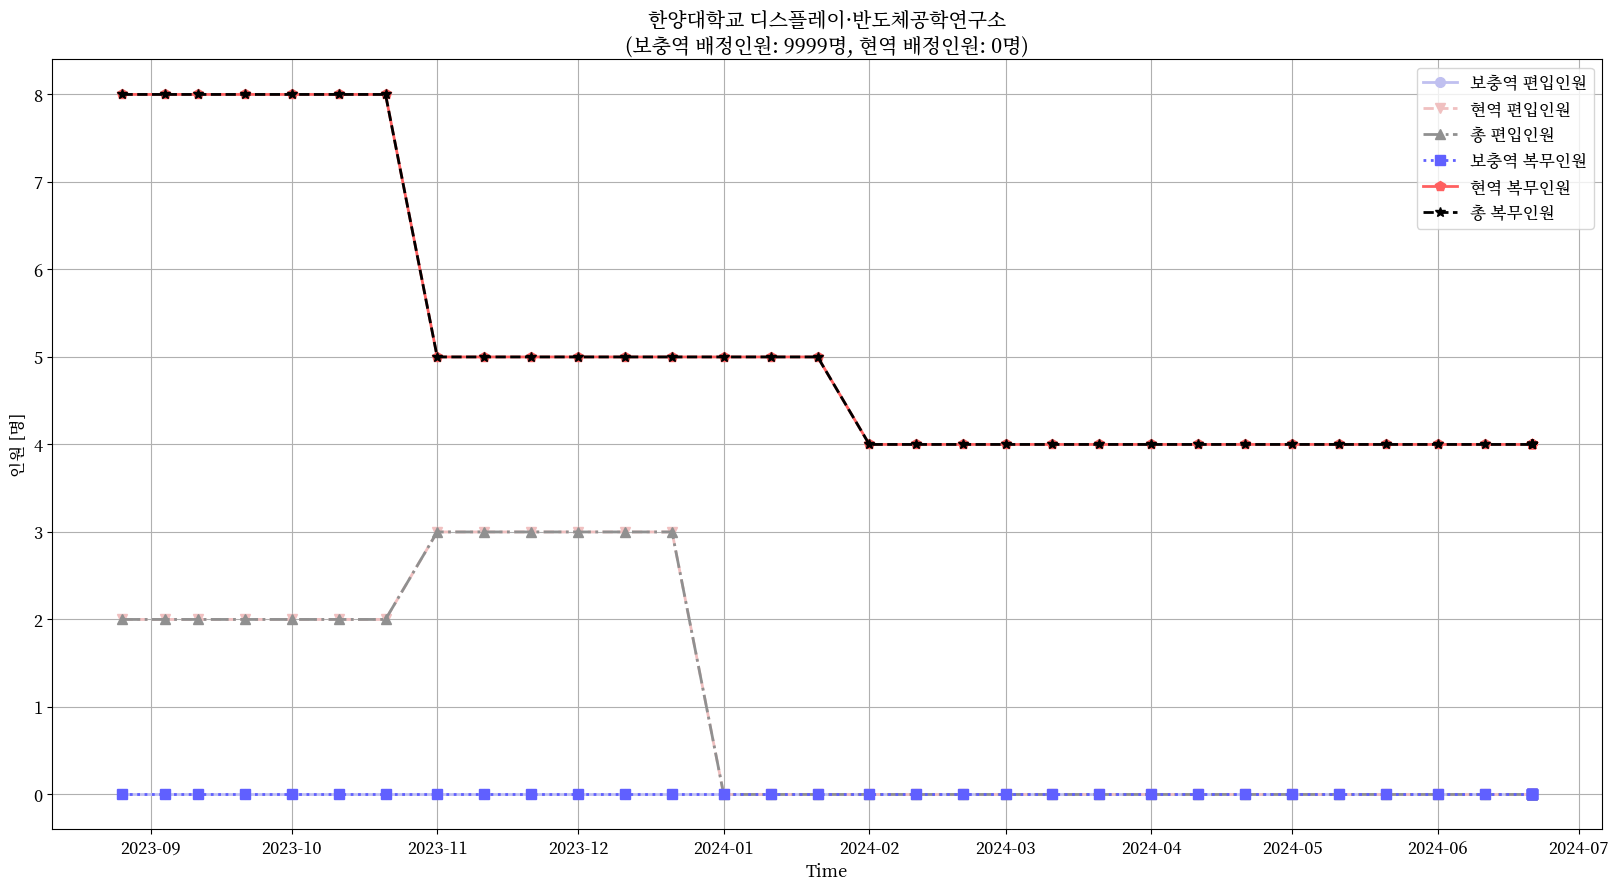 한양대학교 디스플레이·반도체공학연구소
(보충역 배정인원: 9999명, 현역 배정인원: 0명)
보충역 편입인원
현역 편입인원
총 편입인원
보충역 복무인원
현역 복무인원
총 복무인원
인원 [명]
8
7
6
5
4
3
2
1
0
2023-09
2023-10
2023-11
2023-12
2024-01
2024-02
2024-03
2024-04
2024-05
2024-06
2024-07
Time